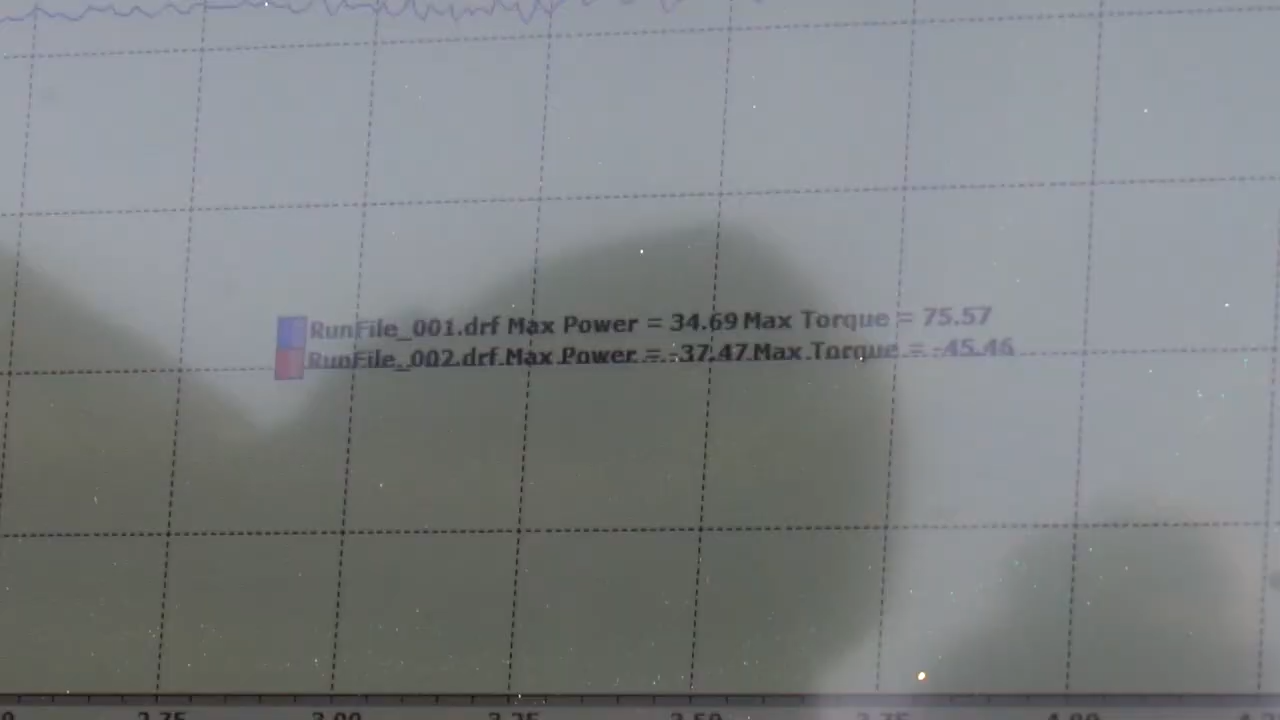 RunFile_001.drf Max Power = 34.69 Max Torque = 75.57
RunFile_002.drf Max Power = -37.47 Max Torque = -45.46